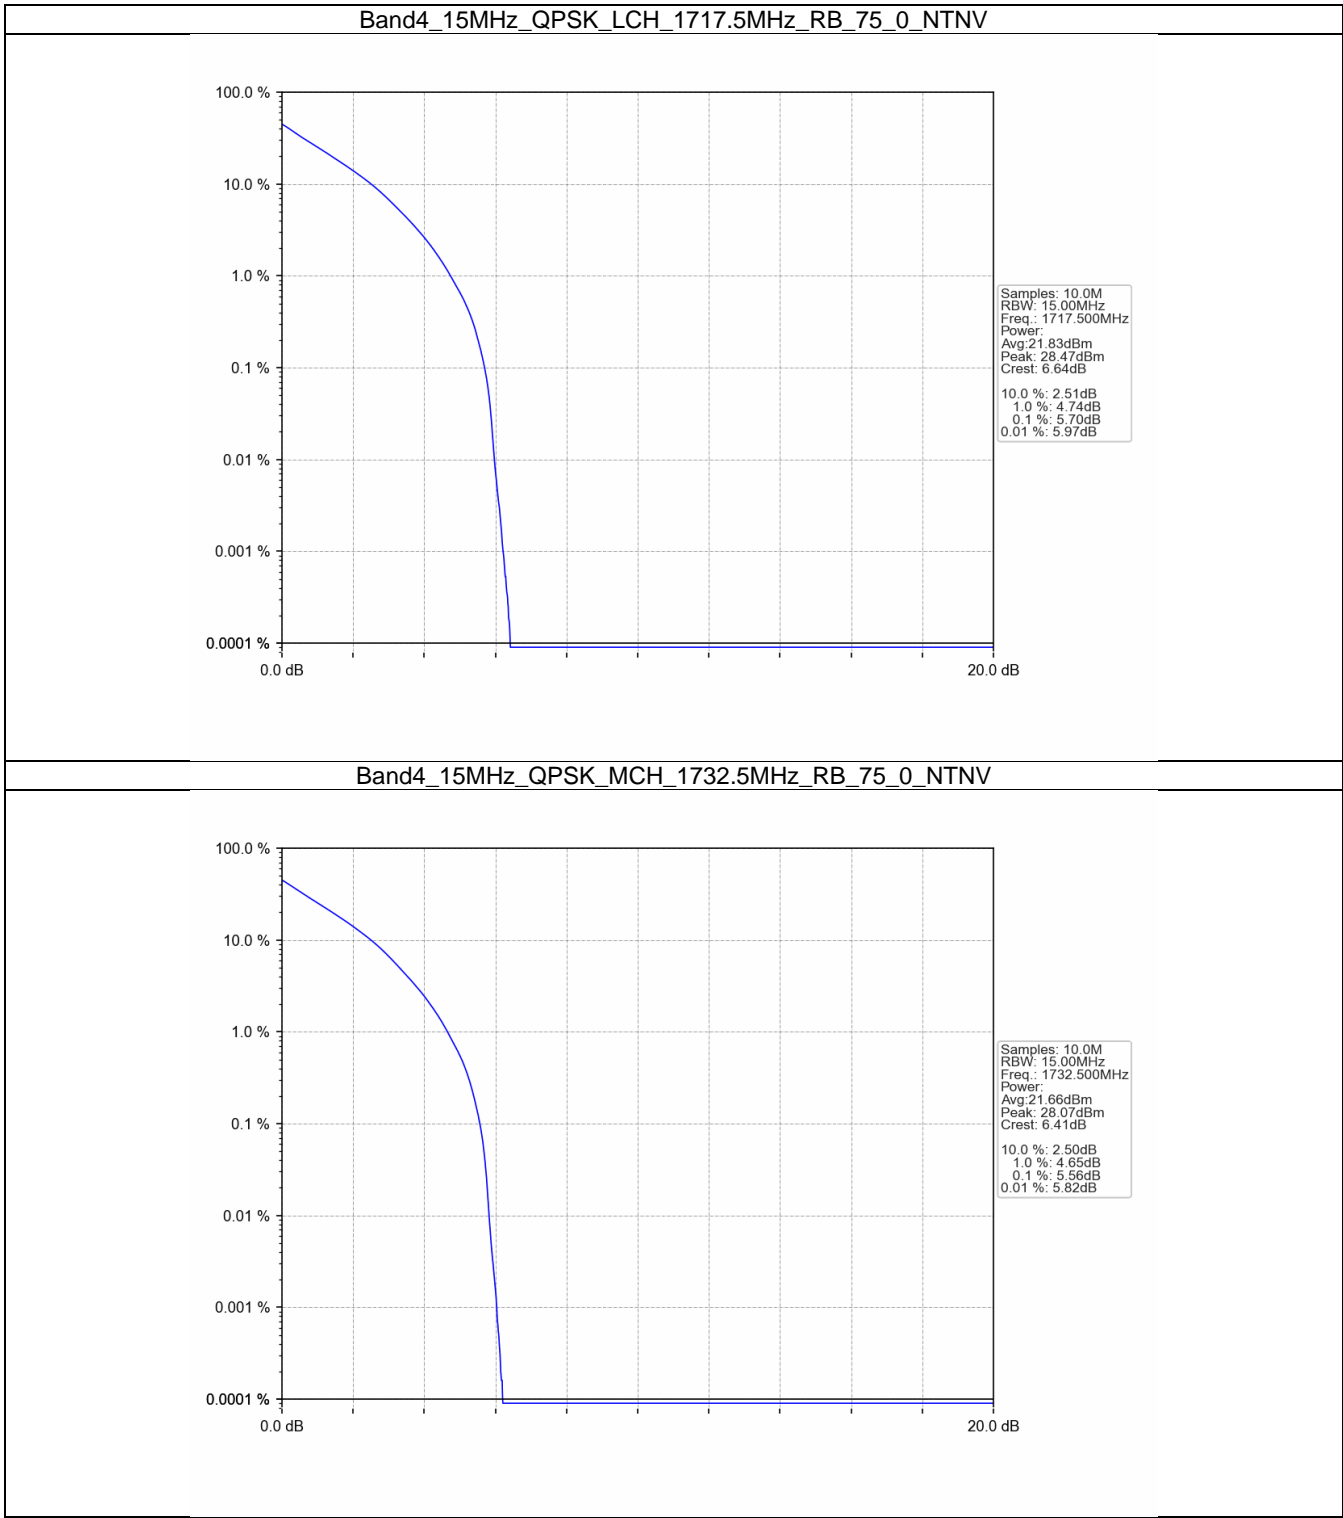 Band4_15MHz_QPSK_LCH_1717.5MHz_RB_75_0_NTNV
100.0 %
10.0 %
1.0 %
0.1 %
0.01 %
0.001 %
0.0001 %
0.0 dB
20.0 dB
Samples: 10.0M
RBW: 15.00MHz
Freq.: 1717.500MHz
Power:
Avg:21.83dBm
Peak: 28.47dBm
Crest: 6.64dB
10.0 %: 2.51dB
1.0 %: 4.74dB
0.1 %: 5.70dB
0.01 %: 5.97dB
Band4_15MHz_QPSK_MCH_1732.5MHz_RB_75_0_NTNV
100.0 %
10.0 %
1.0 %
0.1 %
0.01 %
0.001 %
0.0001 %
0.0 dB
20.0 dB
Samples: 10.0M
RBW: 15.00MHz
Freq.: 1732.500MHz
Power:
Avg:21.66dBm
Peak: 28.07dBm
Crest: 6.41dB
10.0 %: 2.50dB
1.0 %: 4.65dB
0.1 %: 5.56dB
0.01 %: 5.82dB